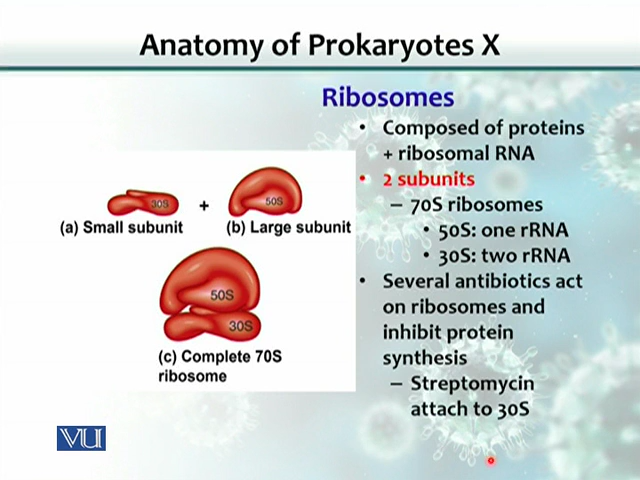 Anatomy of Prokaryotes X
Ribosomes
• Composed of proteins
+ ribosomal RNA
• 2 subunits
– 70S ribosomes
• 50S: one rRNA
• 30S: two rRNA
• Several antibiotics act
on ribosomes and
inhibit protein
synthesis
– Streptomycin
attach to 30S
30S
+
50S
(a) Small subunit
(b) Large subunit
50S
30S
(c) Complete 70S
ribosome
VU